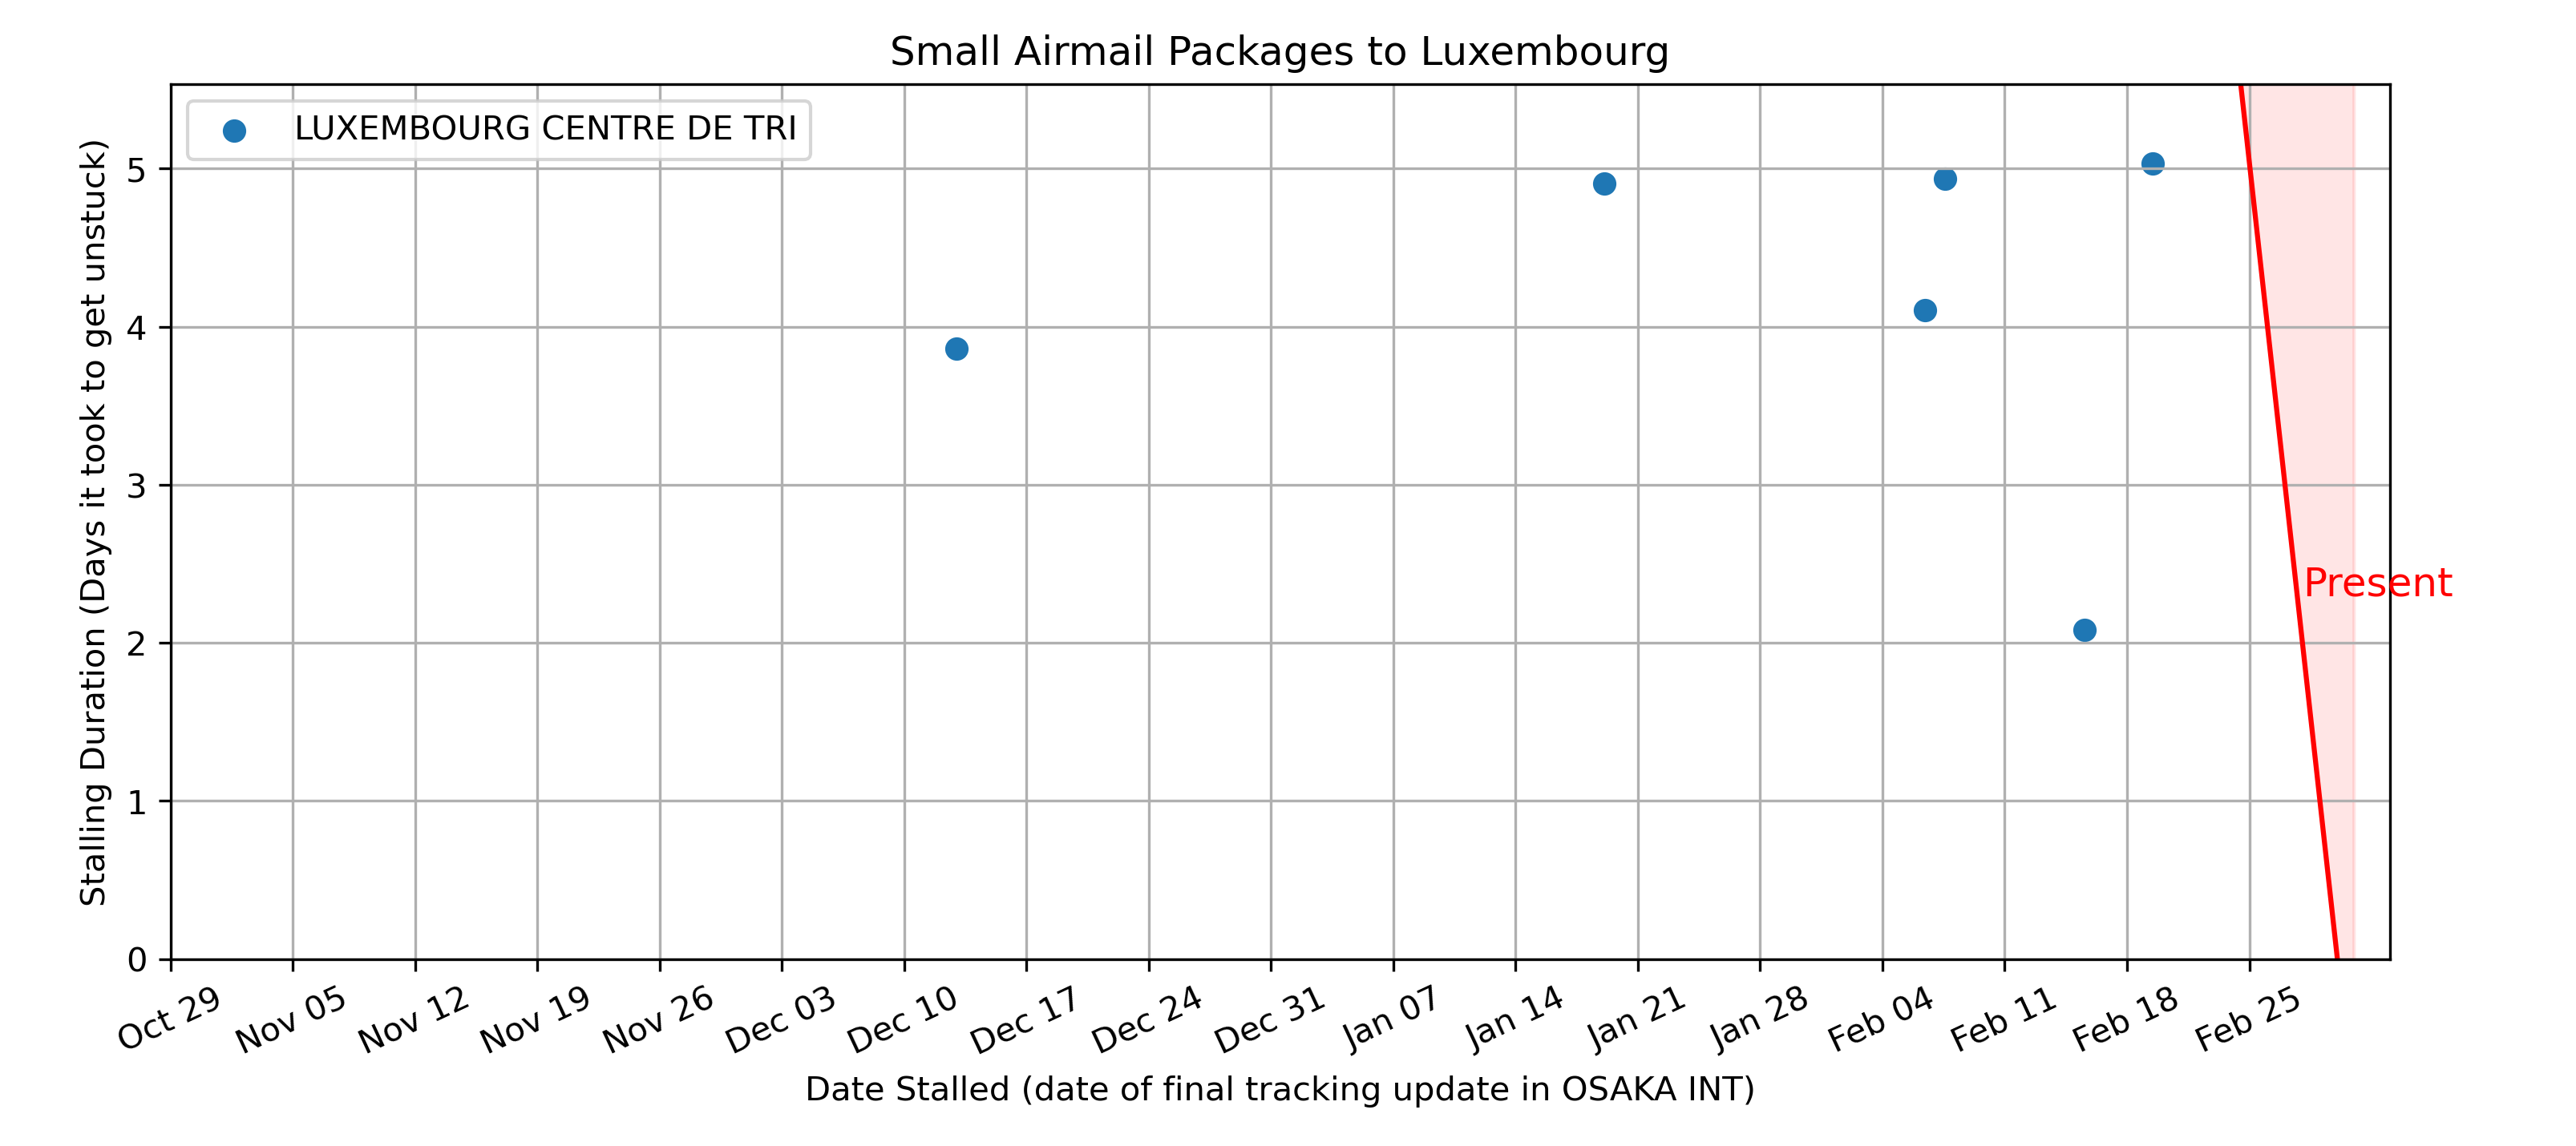 Small Airmail Packages to Luxembourg
LUXEMBOURG CENTRE DE TRI
Stalling Duration (Days it took to get unstuck)
5
4
3
2
1
0
Present
Oct 29
Nov 05
Nov 12
Nov 19
Nov 26
Dec 03
Dec 10
Dec 17
Dec 24
Dec 31
Jan 07
Jan 14
Jan 21
Jan 28
Feb 04
Feb 11
Feb 18
Feb 25
Date Stalled (date of final tracking update in OSAKA INT)